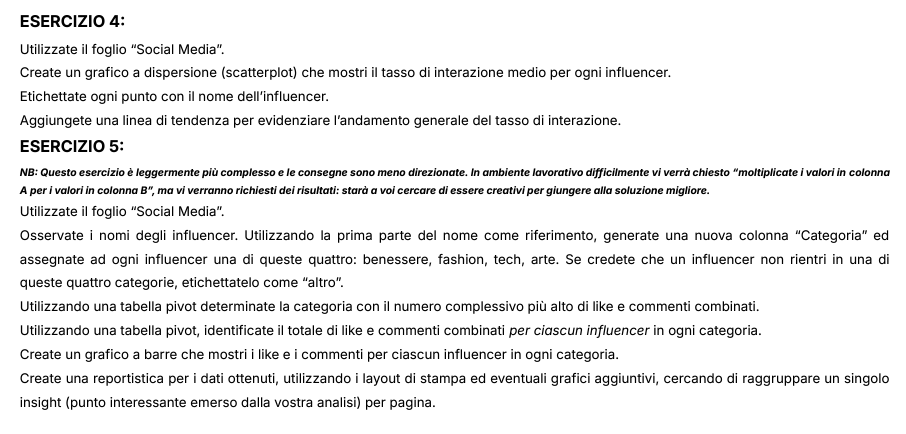 ESERCIZIO 4:
Utilizzate il foglio “Social Media”.
Create un grafico a dispersione (scatterplot) che mostri il tasso di interazione medio per ogni influencer.
Etichettate ogni punto con il nome dell’influencer.
Aggiungete una linea di tendenza per evidenziare l’andamento generale del tasso di interazione.
ESERCIZIO 5:
NB: Questo esercizio è leggermente più complesso e le consegne sono meno direzionate. In ambiente lavorativo difficilmente vi verrà chiesto “moltiplicate i valori in colonna
A per i valori in colonna B”, ma vi verranno richiesti dei risultati: starà a voi cercare di essere creativi per giungere alla soluzione migliore.
Utilizzate il foglio “Social Media”.
Osservate i nomi degli influencer. Utilizzando la prima parte del nome come riferimento, generate una nuova colonna “Categoria” ed
assegnate ad ogni influencer una di queste quattro: benessere, fashion, tech, arte. Se credete che un influencer non rientri in una di
queste quattro categorie, etichettatelo come “altro”.
Utilizzando una tabella pivot determinate la categoria con il numero complessivo più alto di like e commenti combinati.
Utilizzando una tabella pivot, identificate il totale di like e commenti combinati per ciascun influencer in ogni categoria.
Create un grafico a barre che mostri i like e i commenti per ciascun influencer in ogni categoria.
Create una reportistica per i dati ottenuti, utilizzando i layout di stampa ed eventuali grafici aggiuntivi, cercando di raggruppare un singolo
insight (punto interessante emerso dalla vostra analisi) per pagina.